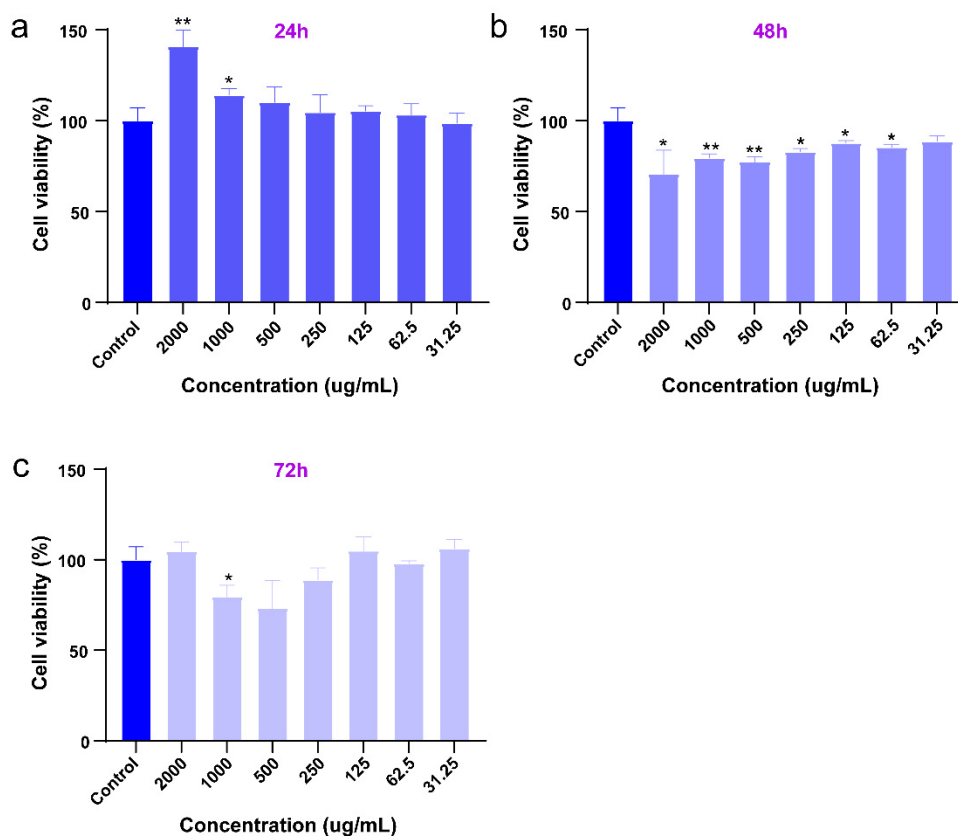 a
24h
Cell viability (%)
150
100
50
0
**
*
Control
2000
1000
500
250
125
62.5
31.25
Concentration (ug/mL)
b
48h
Cell viability (%)
150
100
50
0
*
**
**
*
*
*
Control
2000
1000
500
250
125
62.5
31.25
Concentration (ug/mL)
c
72h
Cell viability (%)
150
100
50
0
*
Control
2000
1000
500
250
125
62.5
31.25
Concentration (ug/mL)